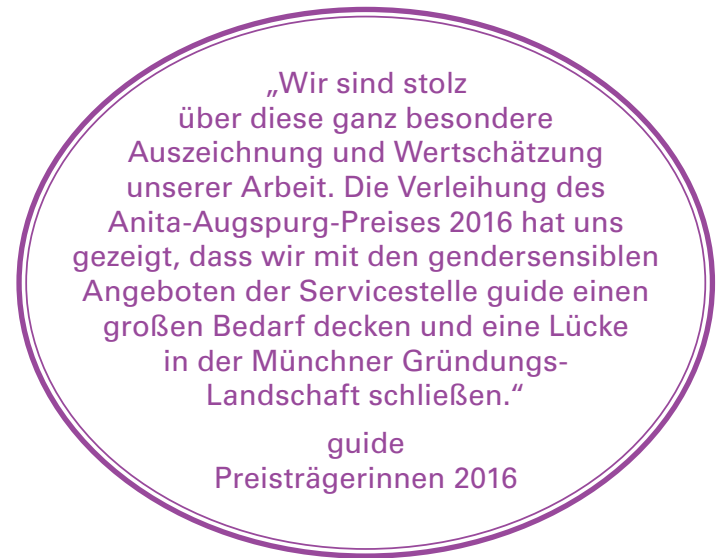 „Wir sind stolz
über diese ganz besondere
Auszeichnung und Wertschätzung
unserer Arbeit. Die Verleihung des
Anita-Augspurg-Preises 2016 hat uns
gezeigt, dass wir mit den gendersensiblen
Angeboten der Servicestelle guide einen
großen Bedarf decken und eine Lücke
in der Münchner Gründungs-
Landschaft schließen.“
guide
Preisträgerinnen 2016